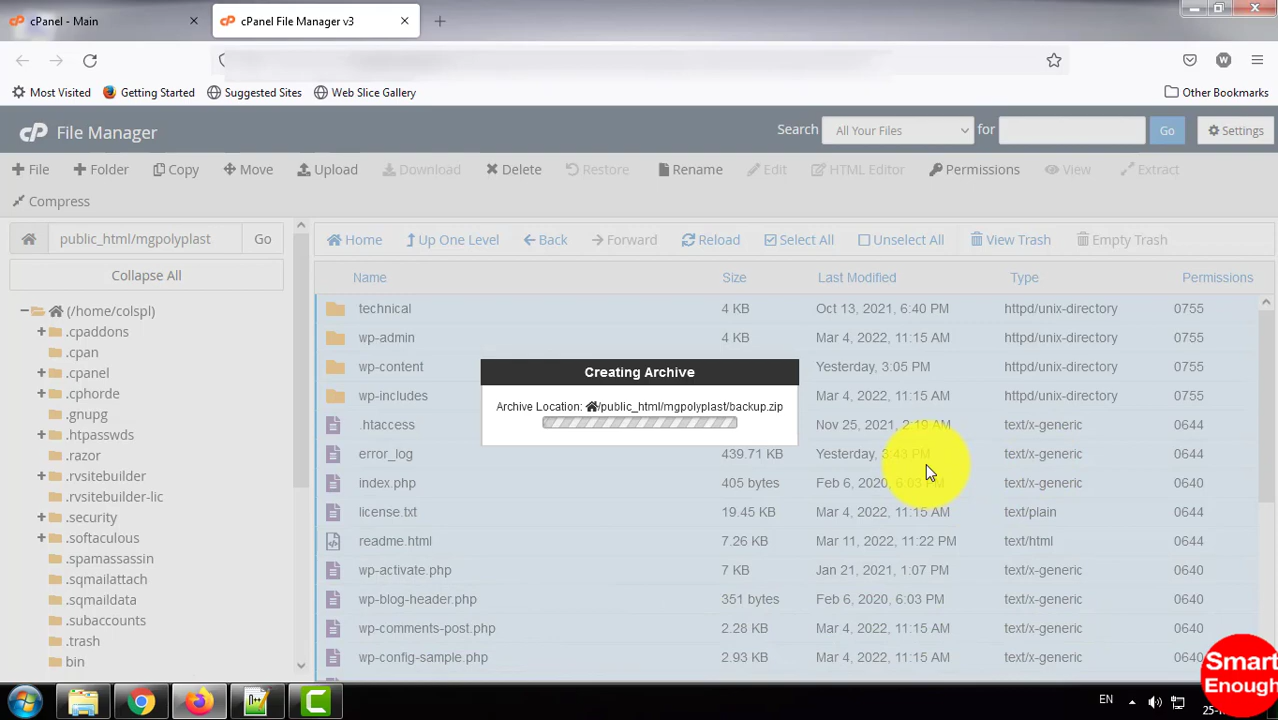 cPanel - Main
cPanel File Manager v3
W
Most Visited
Getting Started
Suggested Sites
Web Slice Gallery
Other Bookmarks
cP File Manager
Search
All Your Files
for
Go
Settings
File
Folder
Copy
Move
Upload
Download
Delete
Restore
Rename
Edit
HTML Editor
Permissions
View
Extract
Compress
public_html/mgpolyplast
Go
Home
Up One Level
Back
Forward
Reload
Select All
Unselect All
View Trash
Empty Trash
Collapse All
(/home/colspl)
.cpaddons
.cpan
.cpanel
.cphorde
.gnupg
.htpasswds
.razor
.rvsitebuilder
.rvsitebuilder-lic
.security
.softaculous
.spamassassin
.sqmailattach
.sqmaildata
.subaccounts
.trash
bin
Name Size Last Modified Type Permissions
technical 4 KB Oct 13, 2021, 6:40 PM httpd/unix-directory 0755
wp-admin 4 KB Mar 4, 2022, 11:15 AM httpd/unix-directory 0755
wp-content Yesterday, 3:05 PM httpd/unix-directory 0755
wp-includes Mar 4, 2022, 11:15 AM httpd/unix-directory 0755
.htaccess Nov 25, 2021, 2:19 AM text/x-generic 0644
error_log 439.71 KB Yesterday, 3:43 PM text/x-generic 0644
index.php 405 bytes Feb 6, 2020, 6:03 PM text/x-generic 0644
license.txt 19.45 KB Mar 4, 2022, 11:15 AM text/plain 0644
readme.html 7.26 KB Mar 11, 2022, 11:22 PM text/html 0644
wp-activate.php 7 KB Jan 21, 2021, 1:07 PM text/x-generic 0640
wp-blog-header.php 351 bytes Feb 6, 2020, 6:03 PM text/x-generic 0640
wp-comments-post.php 2.28 KB Mar 4, 2022, 11:15 AM text/x-generic 0640
wp-config-sample.php 2.93 KB Mar 4, 2022, 11:15 AM text/x-generic 0640
Creating Archive
Archive Location: /public_html/mgpolyplast/backup.zip
Smart
Enough
EN